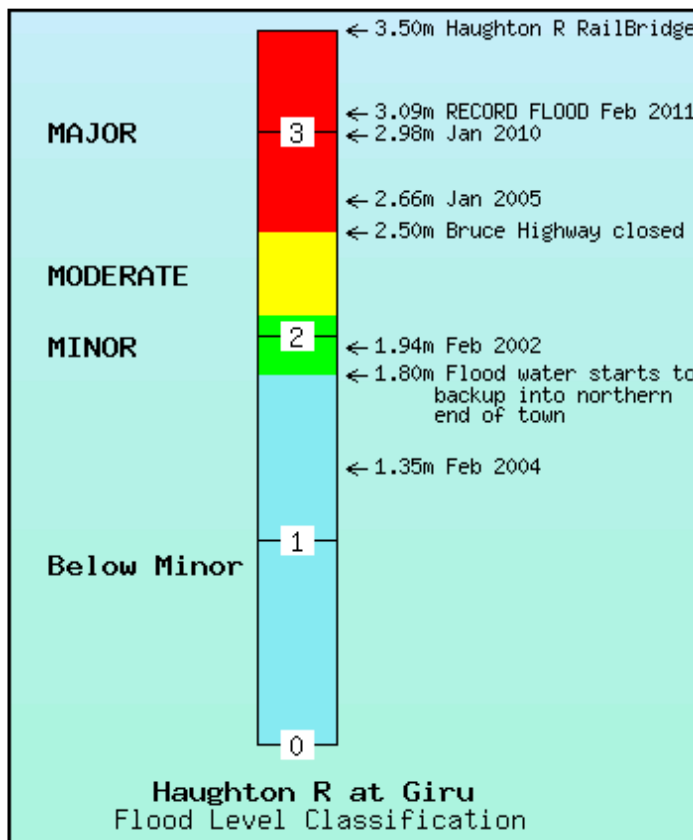 ← 3.50m Haughton R RailBridge
← 3.09m RECORD FLOOD Feb 2011
MAJOR
3
← 2.98m Jan 2010
← 2.66m Jan 2005
← 2.50m Bruce Highway closed
MODERATE
2
MINOR
← 1.94m Feb 2002
← 1.80m Flood water starts to
backup into northern
end of town
← 1.35m Feb 2004
1
Below Minor
0
Haughton R at Giru
Flood Level Classification